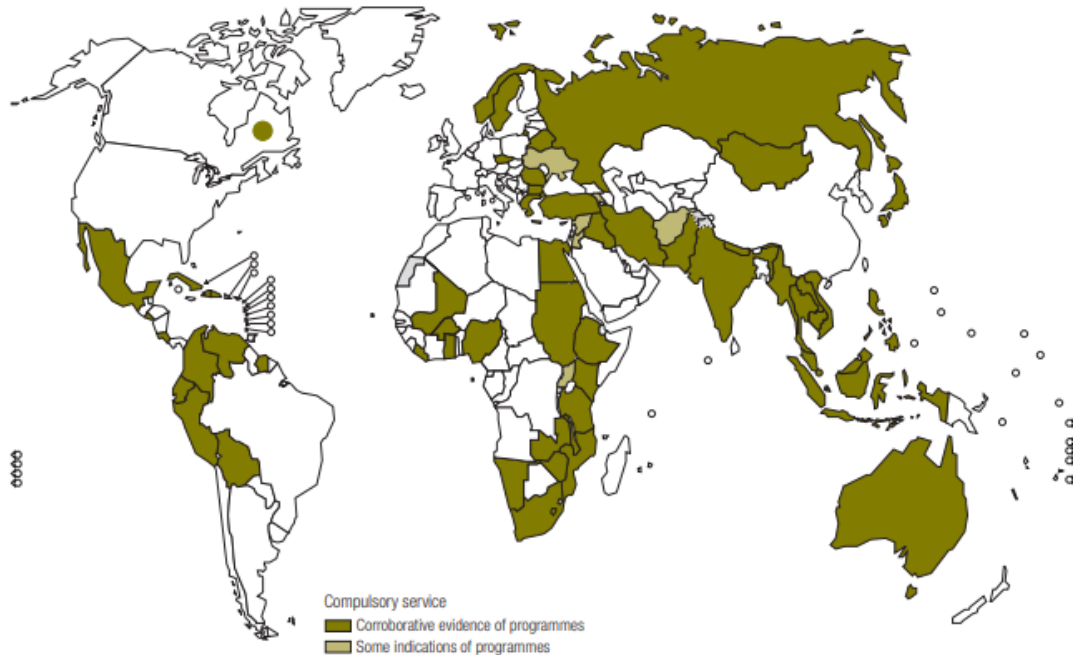 Compulsory service
Corroborative evidence of programmes
Some indications of programmes